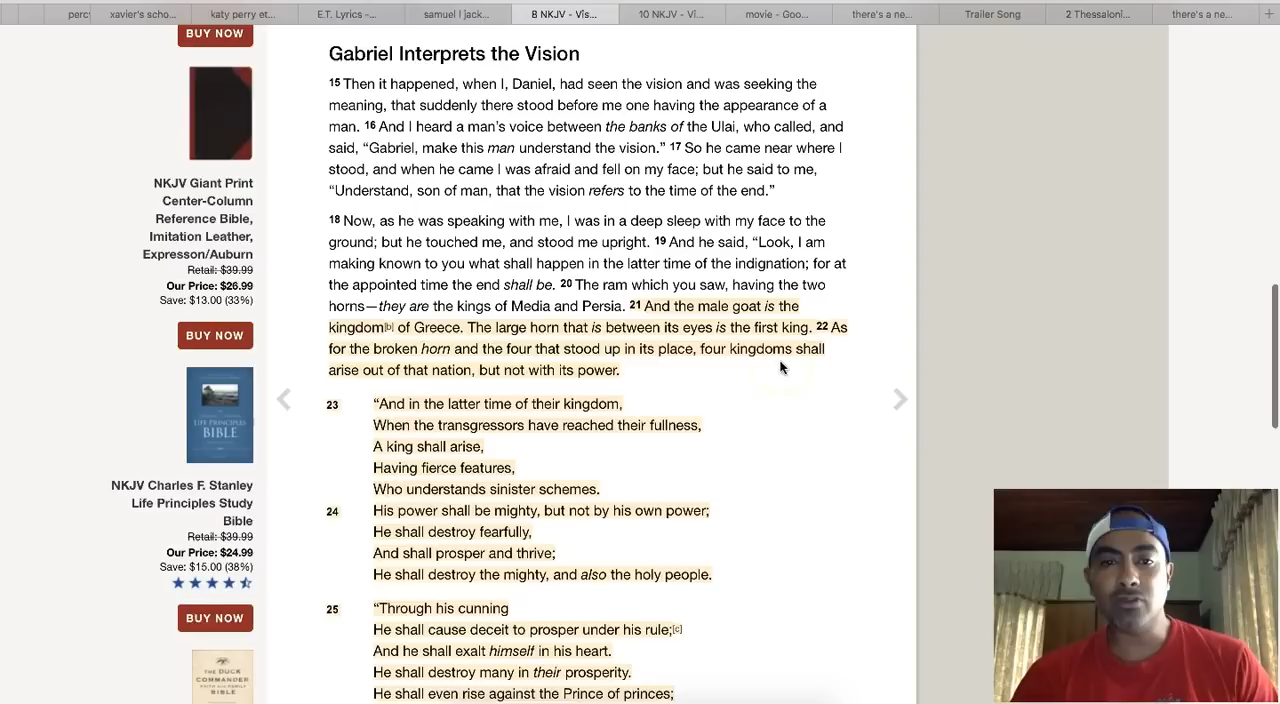 perc
xavier's scho...
katy perry et...
E.T. Lyrics -...
samuel l jack...
8 NKJV - Vis...
10 NKJV - Vi...
movie - Goo...
there's a ne...
Trailer Song
2 Thessaloni...
there's a ne...
+
BUY NOW
NKJV Giant Print
Center-Column
Reference Bible,
Imitation Leather,
Expresson/Auburn
Retail: $39.99
Our Price: $26.99
Save: $13.00 (33%)
BUY NOW
LIFE PRINCIPLES
BIBLE
NKJV Charles F. Stanley
Life Principles Study
Bible
Retail: $39.99
Our Price: $24.99
Save: $15.00 (38%)
BUY NOW
THE DUCK
COMMANDER
FAITH AND FAMILY
BIBLE
Gabriel Interprets the Vision
15 Then it happened, when I, Daniel, had seen the vision and was seeking the
meaning, that suddenly there stood before me one having the appearance of a
man. 16 And I heard a man’s voice between the banks of the Ulai, who called, and
said, “Gabriel, make this man understand the vision.” 17 So he came near where I
stood, and when he came I was afraid and fell on my face; but he said to me,
“Understand, son of man, that the vision refers to the time of the end.”
18 Now, as he was speaking with me, I was in a deep sleep with my face to the
ground; but he touched me, and stood me upright. 19 And he said, “Look, I am
making known to you what shall happen in the latter time of the indignation; for at
the appointed time the end shall be. 20 The ram which you saw, having the two
horns—they are the kings of Media and Persia. 21 And the male goat is the
kingdom[b] of Greece. The large horn that is between its eyes is the first king. 22 As
for the broken horn and the four that stood up in its place, four kingdoms shall
arise out of that nation, but not with its power.
23 “And in the latter time of their kingdom,
When the transgressors have reached their fullness,
A king shall arise,
Having fierce features,
Who understands sinister schemes.
24 His power shall be mighty, but not by his own power;
He shall destroy fearfully,
And shall prosper and thrive;
He shall destroy the mighty, and also the holy people.
25 “Through his cunning
He shall cause deceit to prosper under his rule;[c]
And he shall exalt himself in his heart.
He shall destroy many in their prosperity.
He shall even rise against the Prince of princes;